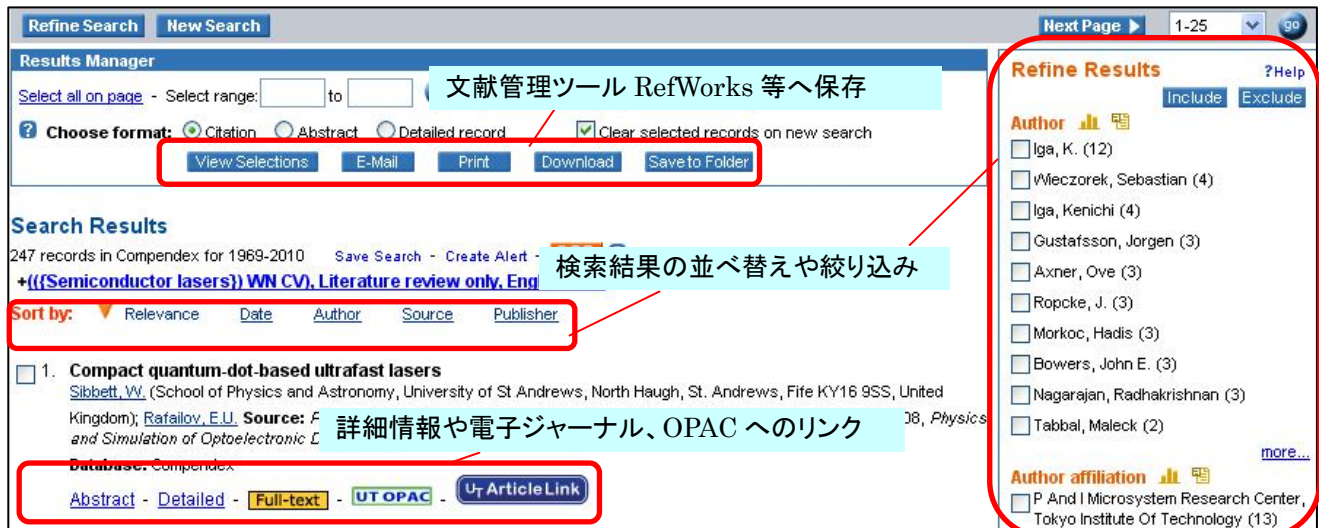 Refine Search New Search Next Page 1-25 go
Results Manager
Select all on page - Select range: to
文献管理ツール RefWorks 等へ保存
? Choose format: Citation Abstract Detailed record Clear selected records on new search
View Selections E-Mail Print Download Save to Folder
Search Results
247 records in Compendex for 1969-2010 Save Search - Create Alert -
検索結果の並べ替えや絞り込み
+(({Semiconductor lasers}) WN CV), Literature review only, Eng
Sort by: Relevance Date Author Source Publisher
1. Compact quantum-dot-based ultrafast lasers
Sibbett, W. (School of Physics and Astronomy, University of St Andrews, North Haugh, St. Andrews, Fife KY16 9SS, United
Kingdom); Rafailov, E.U. Source: 08, Physics
詳細情報や電子ジャーナル、OPAC へのリンク
and Simulation of Optoelectronic
Database: Compendex
Abstract - Detailed - Full-text - UT OPAC - UT Article Link
Refine Results ?Help
Include Exclude
Author
Iga, K. (12)
Wieczorek, Sebastian (4)
Iga, Kenichi (4)
Gustafsson, Jorgen (3)
Axner, Ove (3)
Ropcke, J. (3)
Morkoc, Hadis (3)
Bowers, John E. (3)
Nagarajan, Radhakrishnan (3)
Tabbal, Maleck (2)
more...
Author affiliation
P And I Microsystem Research Center,
Tokyo Institute Of Technology (13)